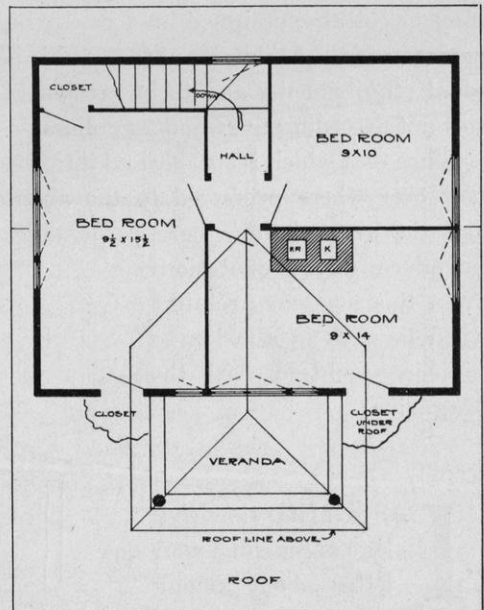 CLOSET
DOWN
BED ROOM
9X10
HALL
BED ROOM
9½ X 15½
RR K
BED ROOM
9 X 14
CLOSET
CLOSET
UNDER
ROOF
VERANDA
ROOF LINE ABOVE
ROOF